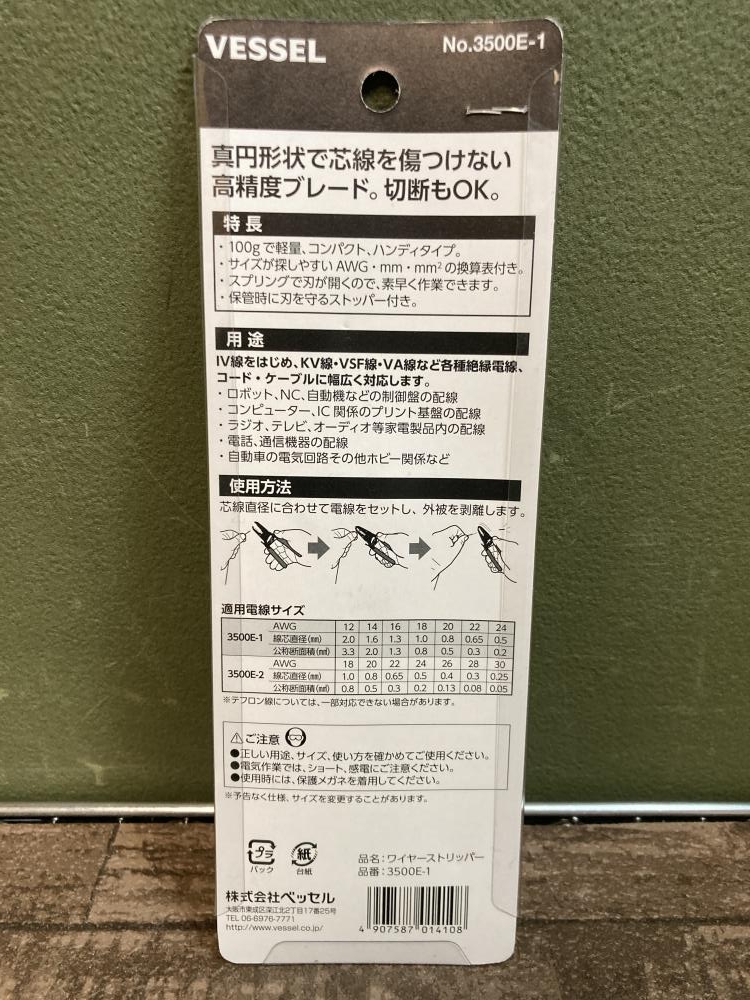 VESSEL No.3500E-1
真円形状で芯線を傷つけない
高精度ブレード。切断もOK。
特長
・100gで軽量、コンパクト、ハンディタイプ。
・サイズが探しやすいAWG・mm・mm²の換算表付き。
・スプリングで刃が開くので、素早く作業できます。
・保管時に刃を守るストッパー付き。
用途
IV線をはじめ、KV線・VSF線・VA線など各種絶縁電線、
コード・ケーブルに幅広く対応します。
・ロボット、NC、自動機などの制御盤の配線
・コンピューター、IC関係のプリント基盤の配線
・ラジオ、テレビ、オーディオ等家電製品内の配線
・電話、通信機器の配線
・自動車の電気回路その他ホビー関係など
使用方法
芯線直径に合わせて電線をセットし、外被を剥離します。
適用電線サイズ
3500E-1 AWG 12 14 16 18 20 22 24
線芯直径(mm) 2.0 1.6 1.3 1.0 0.8 0.65 0.5
公称断面積(㎟) 3.3 2.0 1.3 0.8 0.5 0.3 0.2
3500E-2 AWG 18 20 22 24 26 28 30
線芯直径(mm) 1.0 0.8 0.65 0.5 0.4 0.3 0.25
公称断面積(㎟) 0.8 0.5 0.3 0.2 0.13 0.08 0.05
※テフロン線については、一部対応できない場合があります。
⚠ご注意
●正しい用途、サイズ、使い方を確かめてご使用ください。
●電気作業では、ショート、感電にご注意ください。
●使用時には、保護メガネを着用してください。
※予告なく仕様、サイズを変更することがあります。
プラ 紙
パック 台紙
品名：ワイヤーストリッパー
品番：3500E-1
株式会社ベッセル
大阪市東成区深江北2丁目17番25号
TEL 06-6976-7771
http://www.vessel.co.jp/
4 907587 014108